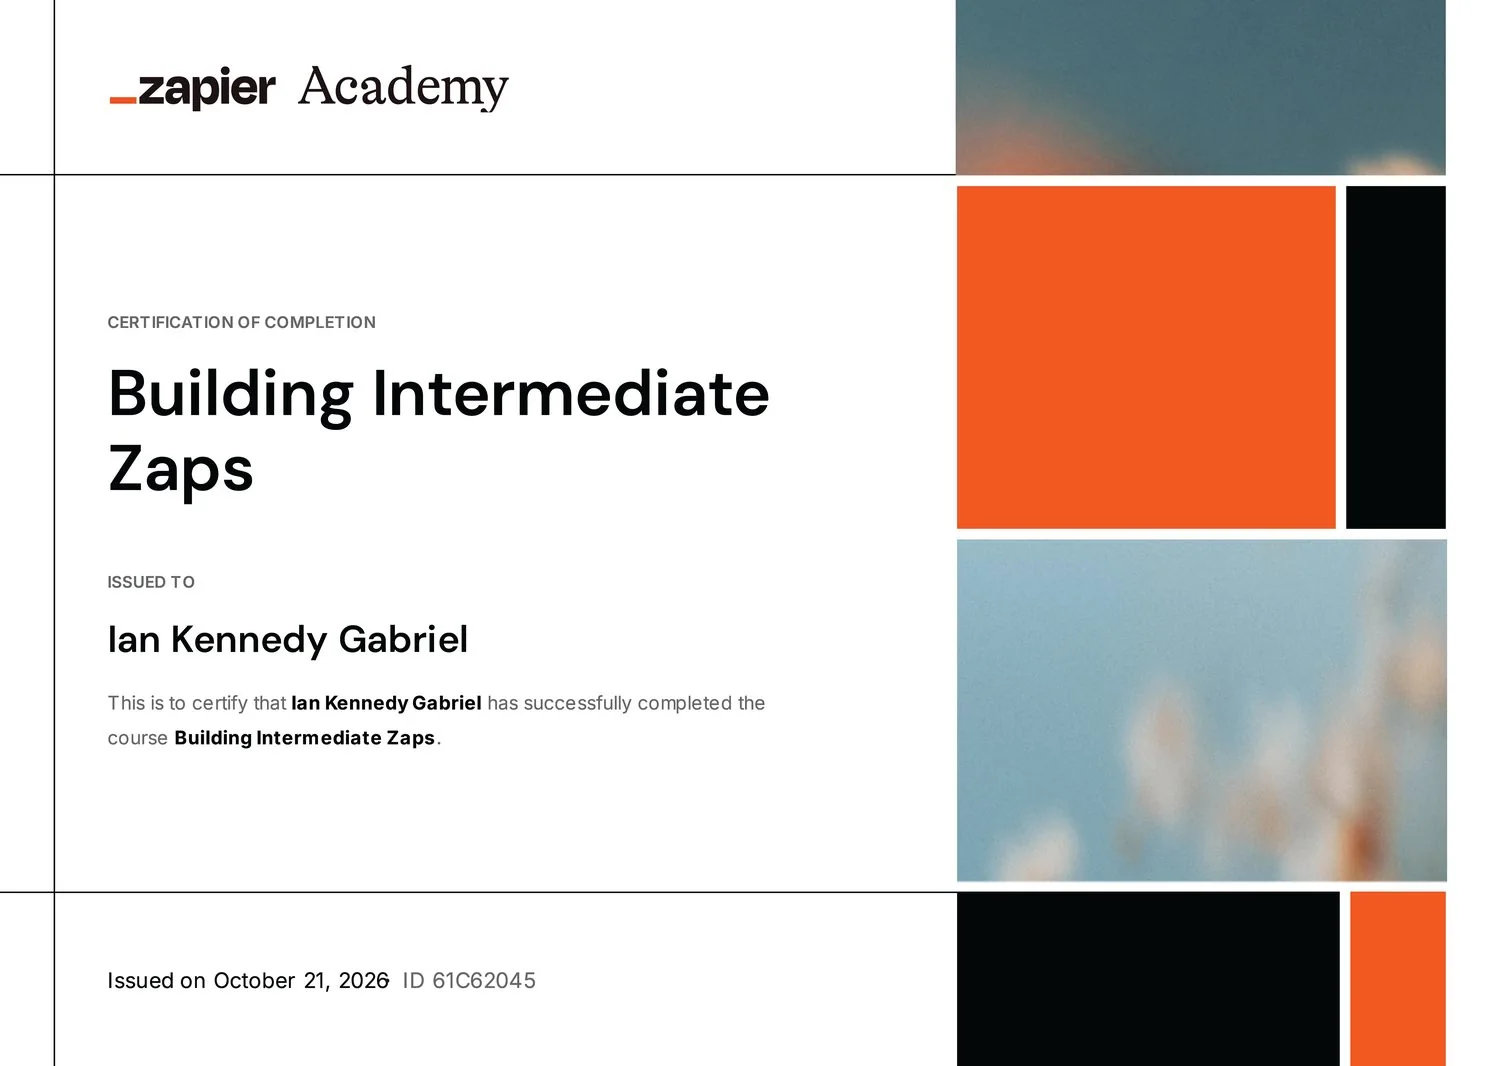 zapier Academy
CERTIFICATION OF COMPLETION
Building Intermediate
Zaps
ISSUED TO
Ian Kennedy Gabriel
This is to certify that Ian Kennedy Gabriel has successfully completed the
course Building Intermediate Zaps.
Issued on October 21, 2026 ID 61C62045